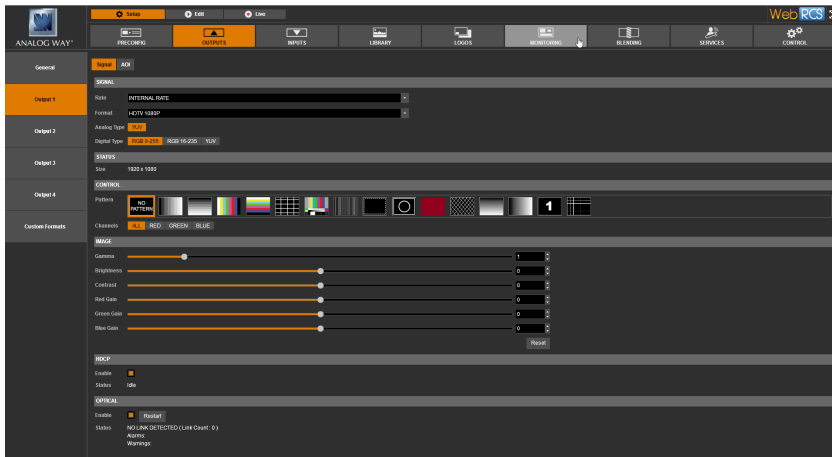 Setup Edit Live WebRCS
ANALOG WAY®
PRECONFIG OUTPUTS INPUTS LIBRARY LOGOS MONITORING BLENDING SERVICES CONTROL
General
Output 1
Output 2
Output 3
Output 4
Custom Formats
Signal AOI
SIGNAL
Rate INTERNAL RATE
Format HDTV 1080P
Analog Type YUV
Digital Type RGB 0-255 RGB 16-235 YUV
STATUS
Size 1920 x 1080
CONTROL
Pattern NO PATTERN 1
Channels ALL RED GREEN BLUE
IMAGE
Gamma 1
Brightness 0
Contrast 0
Red Gain 0
Green Gain 0
Blue Gain 0
Reset
HDCP
Enable
Status Idle
OPTICAL
Enable Restart
Status NO LINK DETECTED ( Link Count : 0 )
Alarms:
Warnings: